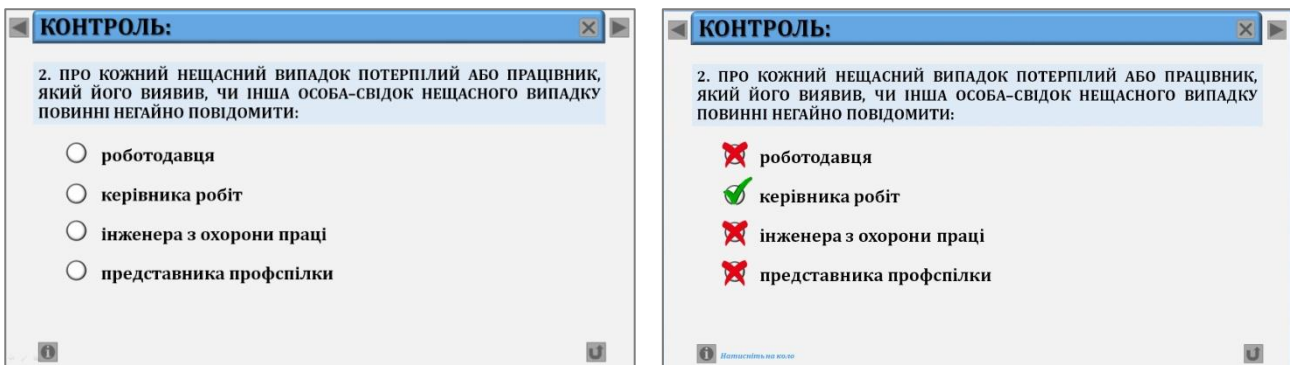 КОНТРОЛЬ:
2. ПРО КОЖНИЙ НЕЩАСНИЙ ВИПАДОК ПОТЕРПІЛИЙ АБО ПРАЦІВНИК,
ЯКИЙ ЙОГО ВИЯВИВ, ЧИ ІНША ОСОБА–СВІДОК НЕЩАСНОГО ВИПАДКУ
ПОВИННІ НЕГАЙНО ПОВІДОМИТИ:
роботодавця
керівника робіт
інженера з охорони праці
представника профспілки
КОНТРОЛЬ:
2. ПРО КОЖНИЙ НЕЩАСНИЙ ВИПАДОК ПОТЕРПІЛИЙ АБО ПРАЦІВНИК,
ЯКИЙ ЙОГО ВИЯВИВ, ЧИ ІНША ОСОБА–СВІДОК НЕЩАСНОГО ВИПАДКУ
ПОВИННІ НЕГАЙНО ПОВІДОМИТИ:
роботодавця
керівника робіт
інженера з охорони праці
представника профспілки
Натисніть на коло